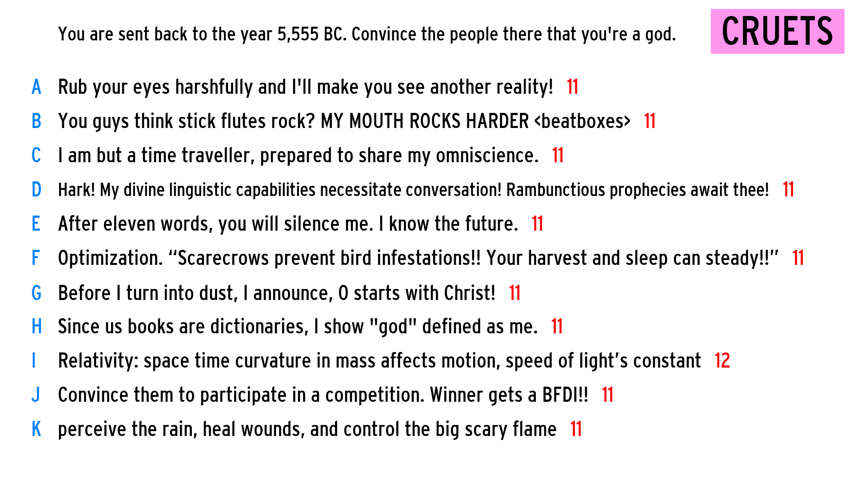 You are sent back to the year 5,555 BC. Convince the people there that you're a god.
CRUETS
A Rub your eyes harshfully and I'll make you see another reality! 11
B You guys think stick flutes rock? MY MOUTH ROCKS HARDER <beatboxes> 11
C I am but a time traveller, prepared to share my omniscience. 11
D Hark! My divine linguistic capabilities necessitate conversation! Rambunctious prophecies await thee! 11
E After eleven words, you will silence me. I know the future. 11
F Optimization. “Scarecrows prevent bird infestations!! Your harvest and sleep can steady!!” 11
G Before I turn into dust, I announce, 0 starts with Christ! 11
H Since us books are dictionaries, I show "god" defined as me. 11
I Relativity: space time curvature in mass affects motion, speed of light’s constant 12
J Convince them to participate in a competition. Winner gets a BFDI!! 11
K perceive the rain, heal wounds, and control the big scary flame 11